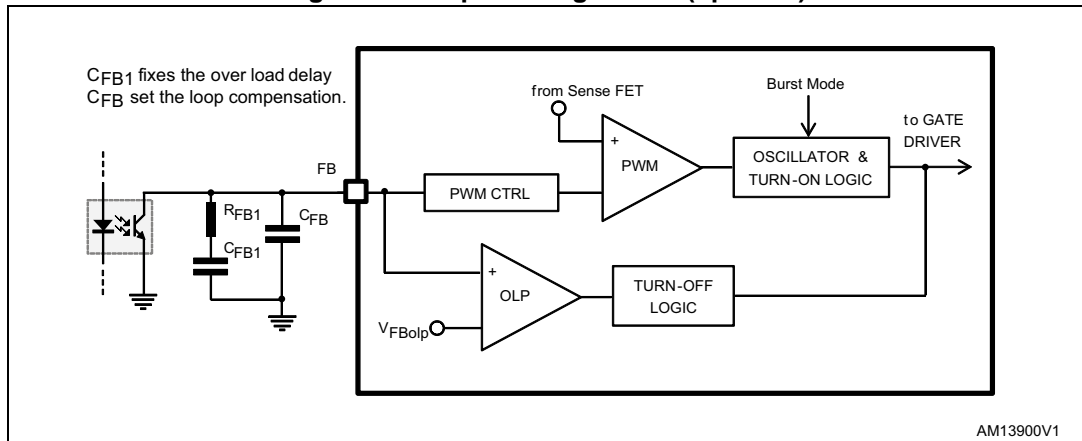 CFB1 fixes the over load delay
CFB set the loop compensation.
from Sense FET
Burst Mode
to GATE
DRIVER
+
PWM
OSCILLATOR &
TURN-ON LOGIC
FB
PWM CTRL
RFB1
CFB
CFB1
+
OLP
TURN-OFF
LOGIC
VFBolp
AM13900V1